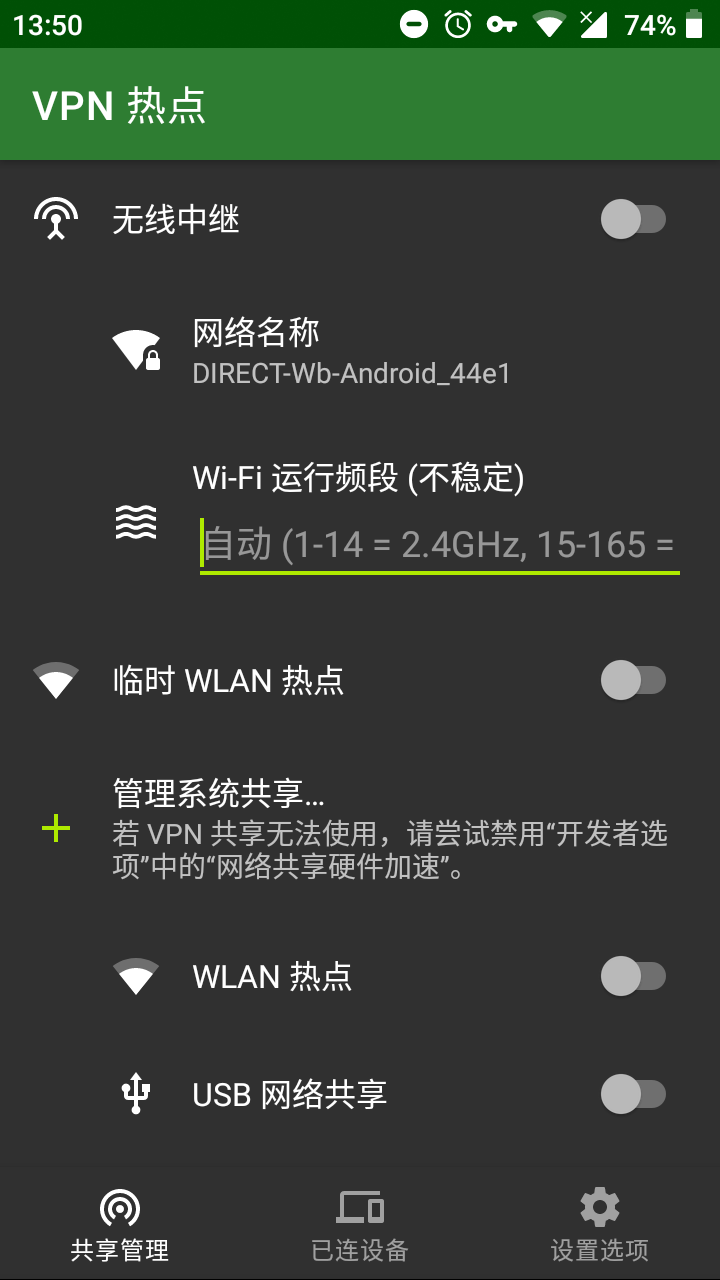 13:50
74%
VPN 热点
无线中继
网络名称
DIRECT-Wb-Android_44e1
Wi-Fi 运行频段 (不稳定)
自动 (1-14 = 2.4GHz, 15-165 =
临时 WLAN 热点
管理系统共享…
若 VPN 共享无法使用，请尝试禁用“开发者选
项”中的“网络共享硬件加速”。
WLAN 热点
USB 网络共享
共享管理
已连设备
设置选项